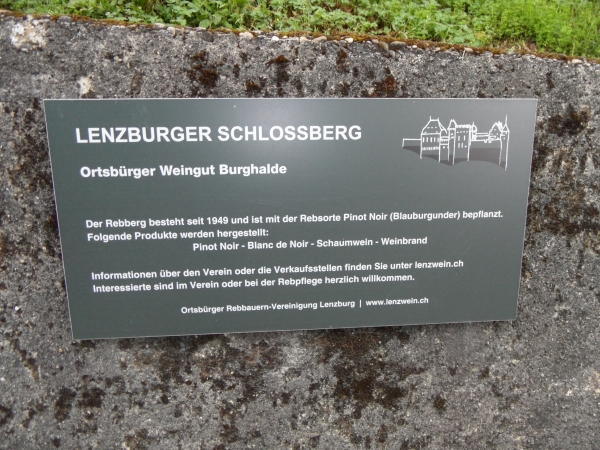 LENZBURGER SCHLOSSBERG
Ortsbürger Weingut Burghalde
Der Rebberg besteht seit 1949 und ist mit der Rebsorte Pinot Noir (Blauburgunder) bepflanzt.
Folgende Produkte werden hergestellt:
Pinot Noir - Blanc de Noir - Schaumwein - Weinbrand
Informationen über den Verein oder die Verkaufsstellen finden Sie unter lenzwein.ch
Interessierte sind im Verein oder bei der Rebpflege herzlich willkommen.
Ortsbürger Rebbauern-Vereinigung Lenzburg | www.lenzwein.ch